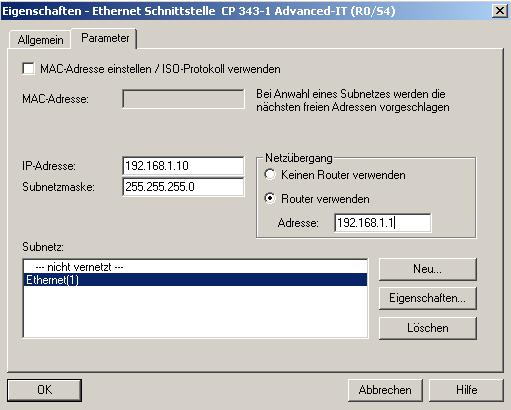 Eigenschaften - Ethernet Schnittstelle CP 343-1 Advanced-IT (R0/S4)
Allgemein Parameter
MAC-Adresse einstellen / ISO-Protokoll verwenden
MAC-Adresse:
Bei Anwahl eines Subnetzes werden die
nächsten freien Adressen vorgeschlagen
IP-Adresse: 192.168.1.10
Subnetzmaske: 255.255.255.0
Netzübergang
Keinen Router verwenden
Router verwenden
Adresse: 192.168.1.1
Subnetz:
--- nicht vernetzt ---
Ethernet(1)
Neu...
Eigenschaften...
Löschen
OK Abbrechen Hilfe